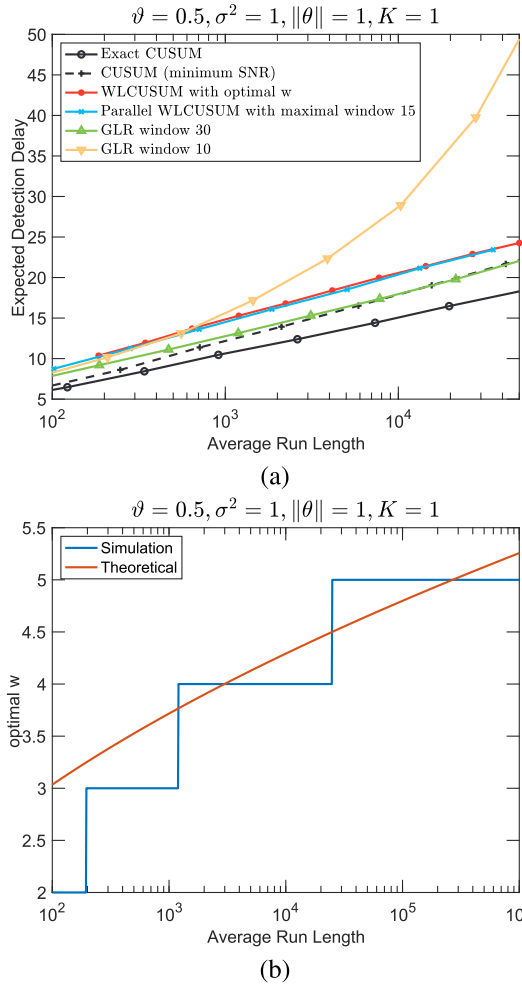 ϑ = 0.5, σ² = 1, ‖θ‖ = 1, K = 1
50
45
40
35
30
25
20
15
10
5
Expected Detection Delay
Exact CUSUM
CUSUM (minimum SNR)
WLCUSUM with optimal w
Parallel WLCUSUM with maximal window 15
GLR window 30
GLR window 10
10² 10³ 10⁴
Average Run Length
(a)
ϑ = 0.5, σ² = 1, ‖θ‖ = 1, K = 1
5.5
5
4.5
4
3.5
3
2.5
2
optimal w
Simulation
Theoretical
10² 10³ 10⁴ 10⁵ 10
Average Run Length
(b)